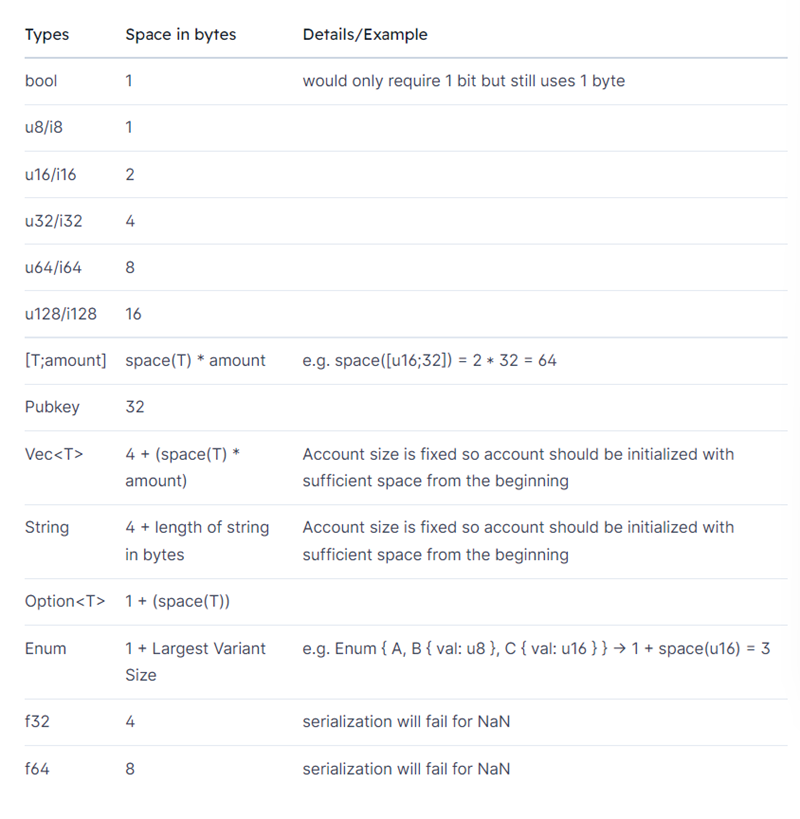 Types Space in bytes Details/Example
bool 1 would only require 1 bit but still uses 1 byte
u8/i8 1
u16/i16 2
u32/i32 4
u64/i64 8
u128/i128 16
[T;amount] space(T) * amount e.g. space([u16;32]) = 2 * 32 = 64
Pubkey 32
Vec<T> 4 + (space(T) * Account size is fixed so account should be initialized with
amount) sufficient space from the beginning
String 4 + length of string Account size is fixed so account should be initialized with
in bytes sufficient space from the beginning
Option<T> 1 + (space(T))
Enum 1 + Largest Variant e.g. Enum { A, B { val: u8 }, C { val: u16 } } → 1 + space(u16) = 3
Size
f32 4 serialization will fail for NaN
f64 8 serialization will fail for NaN